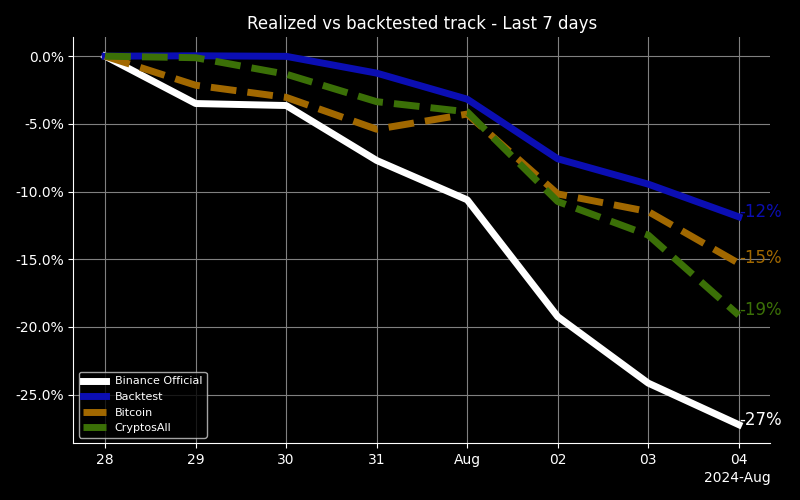 Realized vs backtested track - Last 7 days
0.0%
-5.0%
-10.0%
-15.0%
-20.0%
-25.0%
-12%
-15%
-19%
-27%
Binance Official
Backtest
Bitcoin
CryptosAll
28 29 30 31 Aug 02 03 04
2024-Aug